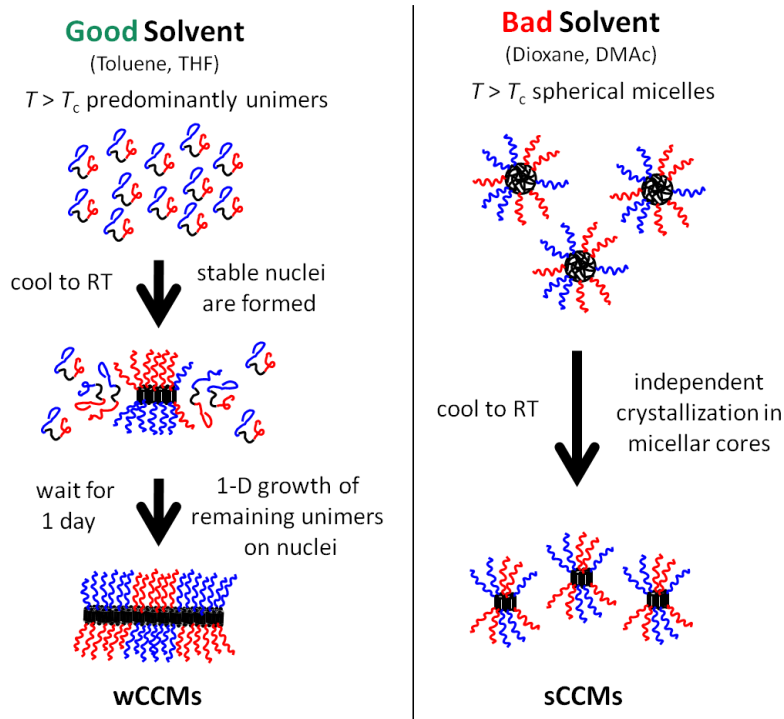 Good Solvent
(Toluene, THF)
T > Tc predominantly unimers
cool to RT
stable nuclei
are formed
wait for
1 day
1-D growth of
remaining unimers
on nuclei
wCCMs
Bad Solvent
(Dioxane, DMAc)
T > Tc spherical micelles
cool to RT
independent
crystallization in
micellar cores
sCCMs